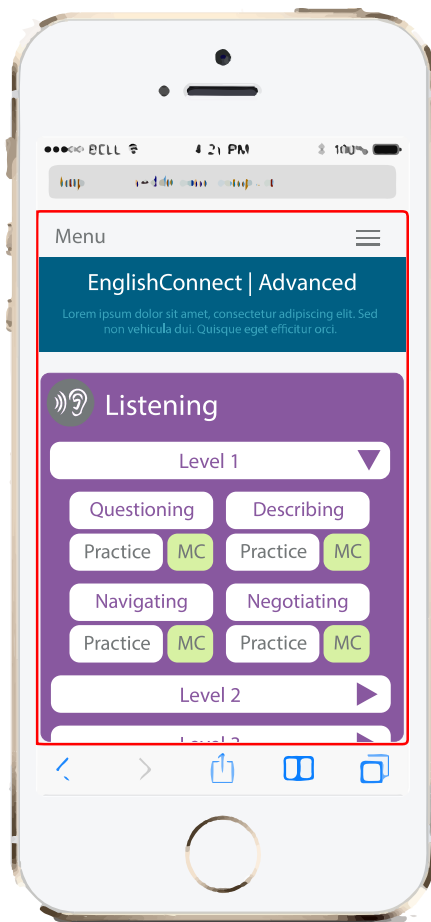 BELL 4:21 PM 100%
Menu
EnglishConnect | Advanced
Lorem ipsum dolor sit amet, consectetur adipiscing elit. Sed
non vehicula dui. Quisque eget efficitur orci.
Listening
Level 1
Questioning Describing
Practice MC Practice MC
Navigating Negotiating
Practice MC Practice MC
Level 2